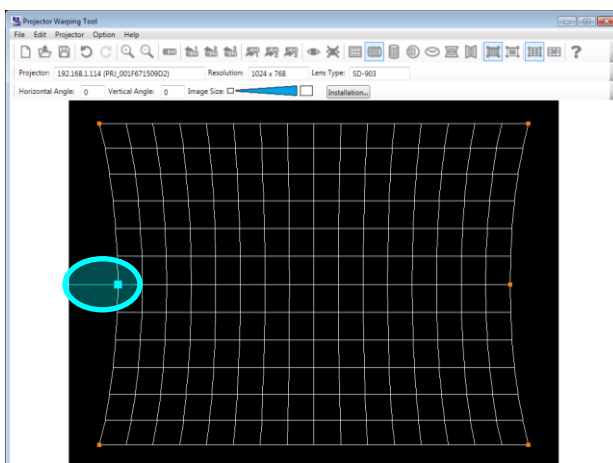 Projector Warping Tool
File Edit Projector Option Help
Projector: 192.168.1.114 (PRJ_001F671509D2) Resolution: 1024 x 768 Lens Type: SD-903
Horizontal Angle: 0 Vertical Angle: 0 Image Size: Installation...